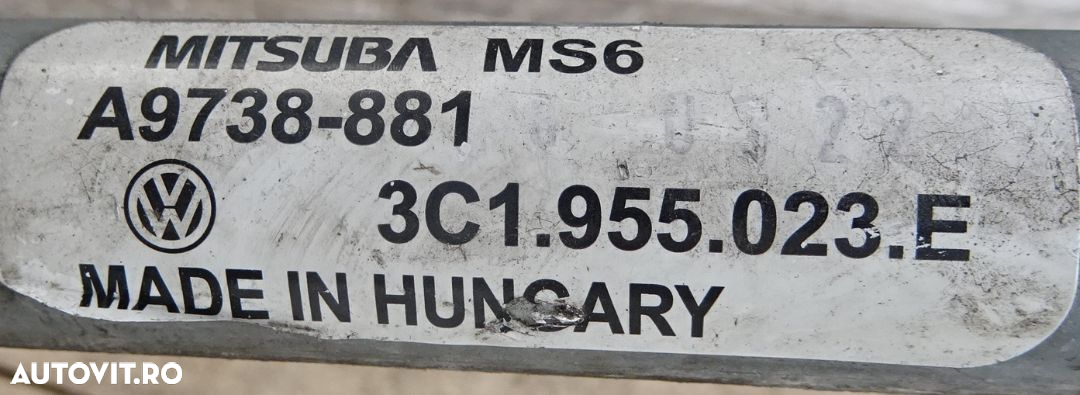 MITSUBA MS6
A9738-881
3C1.955.023.E
MADE IN HUNGARY
AUTOVIT.RO